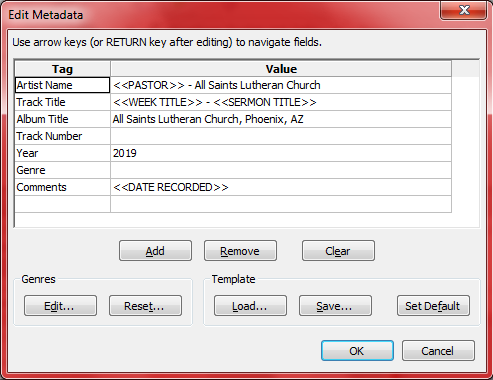 Edit Metadata
Use arrow keys (or RETURN key after editing) to navigate fields.
Tag Value
Artist Name <<PASTOR>> - All Saints Lutheran Church
Track Title <<WEEK TITLE>> - <<SERMON TITLE>>
Album Title All Saints Lutheran Church, Phoenix, AZ
Track Number
Year 2019
Genre
Comments <<DATE RECORDED>>
Add Remove Clear
Genres Template
Edit... Reset... Load... Save... Set Default
OK Cancel